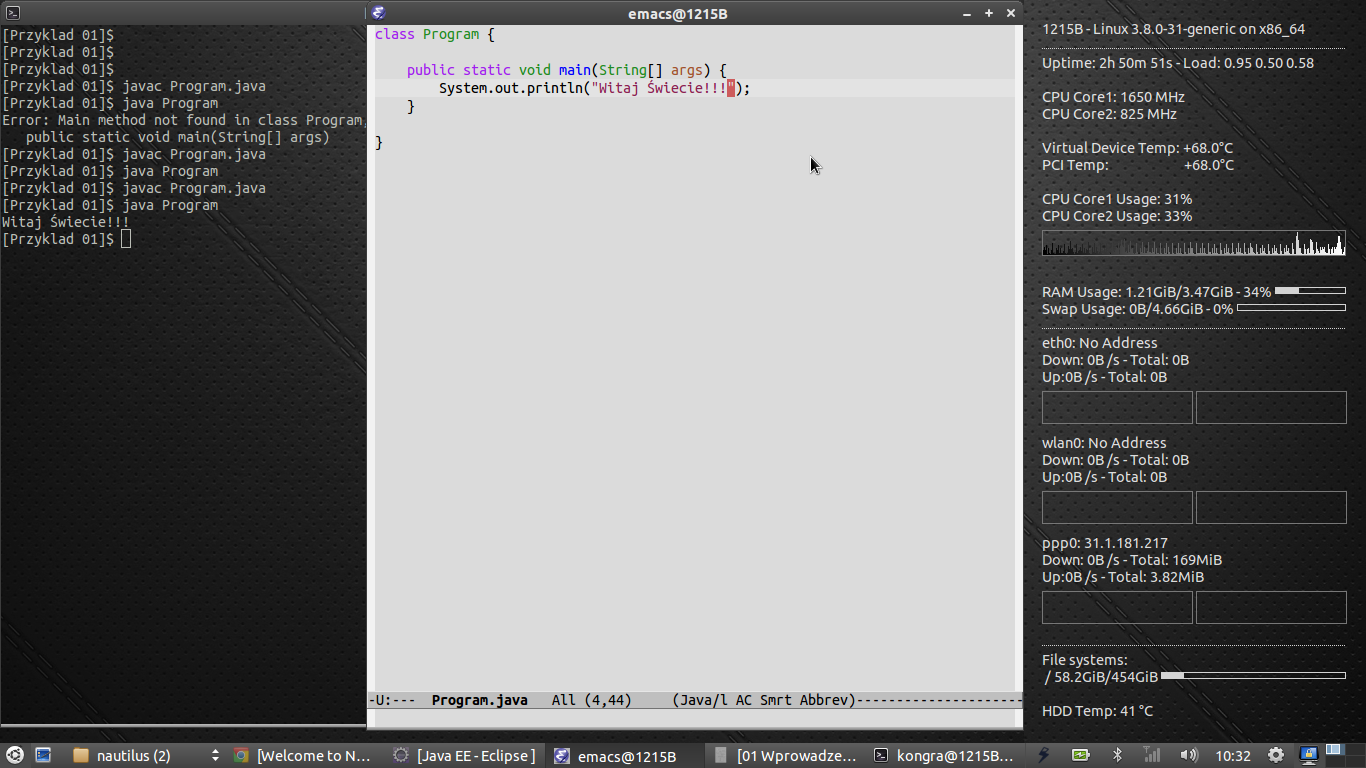 [Przyklad 01]$
[Przyklad 01]$
[Przyklad 01]$
[Przyklad 01]$ javac Program.java
[Przyklad 01]$ java Program
Error: Main method not found in class Program,
   public static void main(String[] args)
[Przyklad 01]$ javac Program.java
[Przyklad 01]$ java Program
[Przyklad 01]$ javac Program.java
[Przyklad 01]$ java Program
Witaj Świecie!!!
[Przyklad 01]$
emacs@1215B
class Program {
    public static void main(String[] args) {
        System.out.println("Witaj Świecie!!!");
    }
}
-U:---  Program.java   All (4,44)     (Java/l AC Smrt Abbrev)---------------------
1215B - Linux 3.8.0-31-generic on x86_64
Uptime: 2h 50m 51s - Load: 0.95 0.50 0.58
CPU Core1: 1650 MHz
CPU Core2: 825 MHz
Virtual Device Temp: +68.0°C
PCI Temp: +68.0°C
CPU Core1 Usage: 31%
CPU Core2 Usage: 33%
RAM Usage: 1.21GiB/3.47GiB - 34%
Swap Usage: 0B/4.66GiB - 0%
eth0: No Address
Down: 0B /s - Total: 0B
Up:0B /s - Total: 0B
wlan0: No Address
Down: 0B /s - Total: 0B
Up:0B /s - Total: 0B
ppp0: 31.1.181.217
Down: 0B /s - Total: 169MiB
Up:0B /s - Total: 3.82MiB
File systems:
/ 58.2GiB/454GiB
HDD Temp: 41 °C
nautilus (2) [Welcome to N... [Java EE - Eclipse ] emacs@1215B [01 Wprowadze... kongra@1215B... 10:32